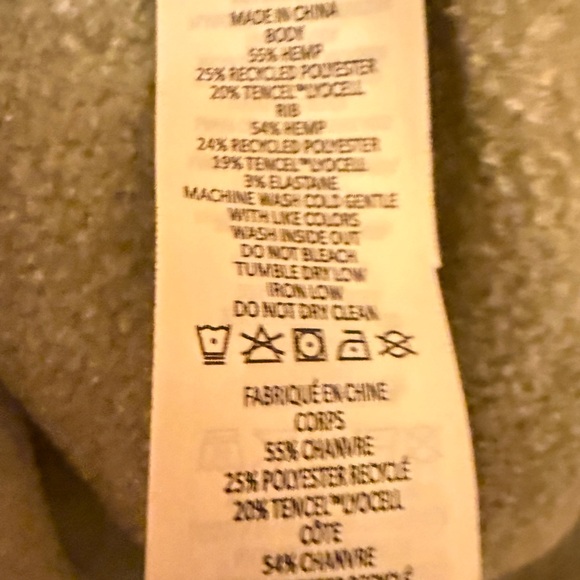 MADE IN CHINA
BODY
55% HEMP
25% RECYCLED POLYESTER
20% TENCEL™LYOCELL
RIB
54% HEMP
24% RECYCLED POLYESTER
19% TENCEL™LYOCELL
3% ELASTANE
MACHINE WASH COLD GENTLE
WITH LIKE COLORS
WASH INSIDE OUT
DO NOT BLEACH
TUMBLE DRY LOW
IRON LOW
DO NOT DRY CLEAN
FABRIQUÉ EN CHINE
CORPS
55% CHANVRE
25% POLYESTER RECYCLÉ
20% TENCEL™LYOCELL
CÔTE
54% CHANVRE